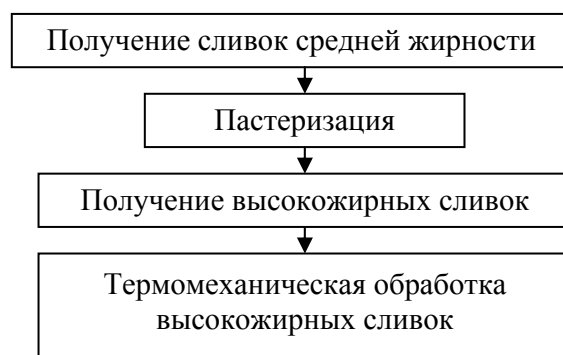 Получение сливок средней жирности
Пастеризация
Получение высокожирных сливок
Термомеханическая обработка
высокожирных сливок